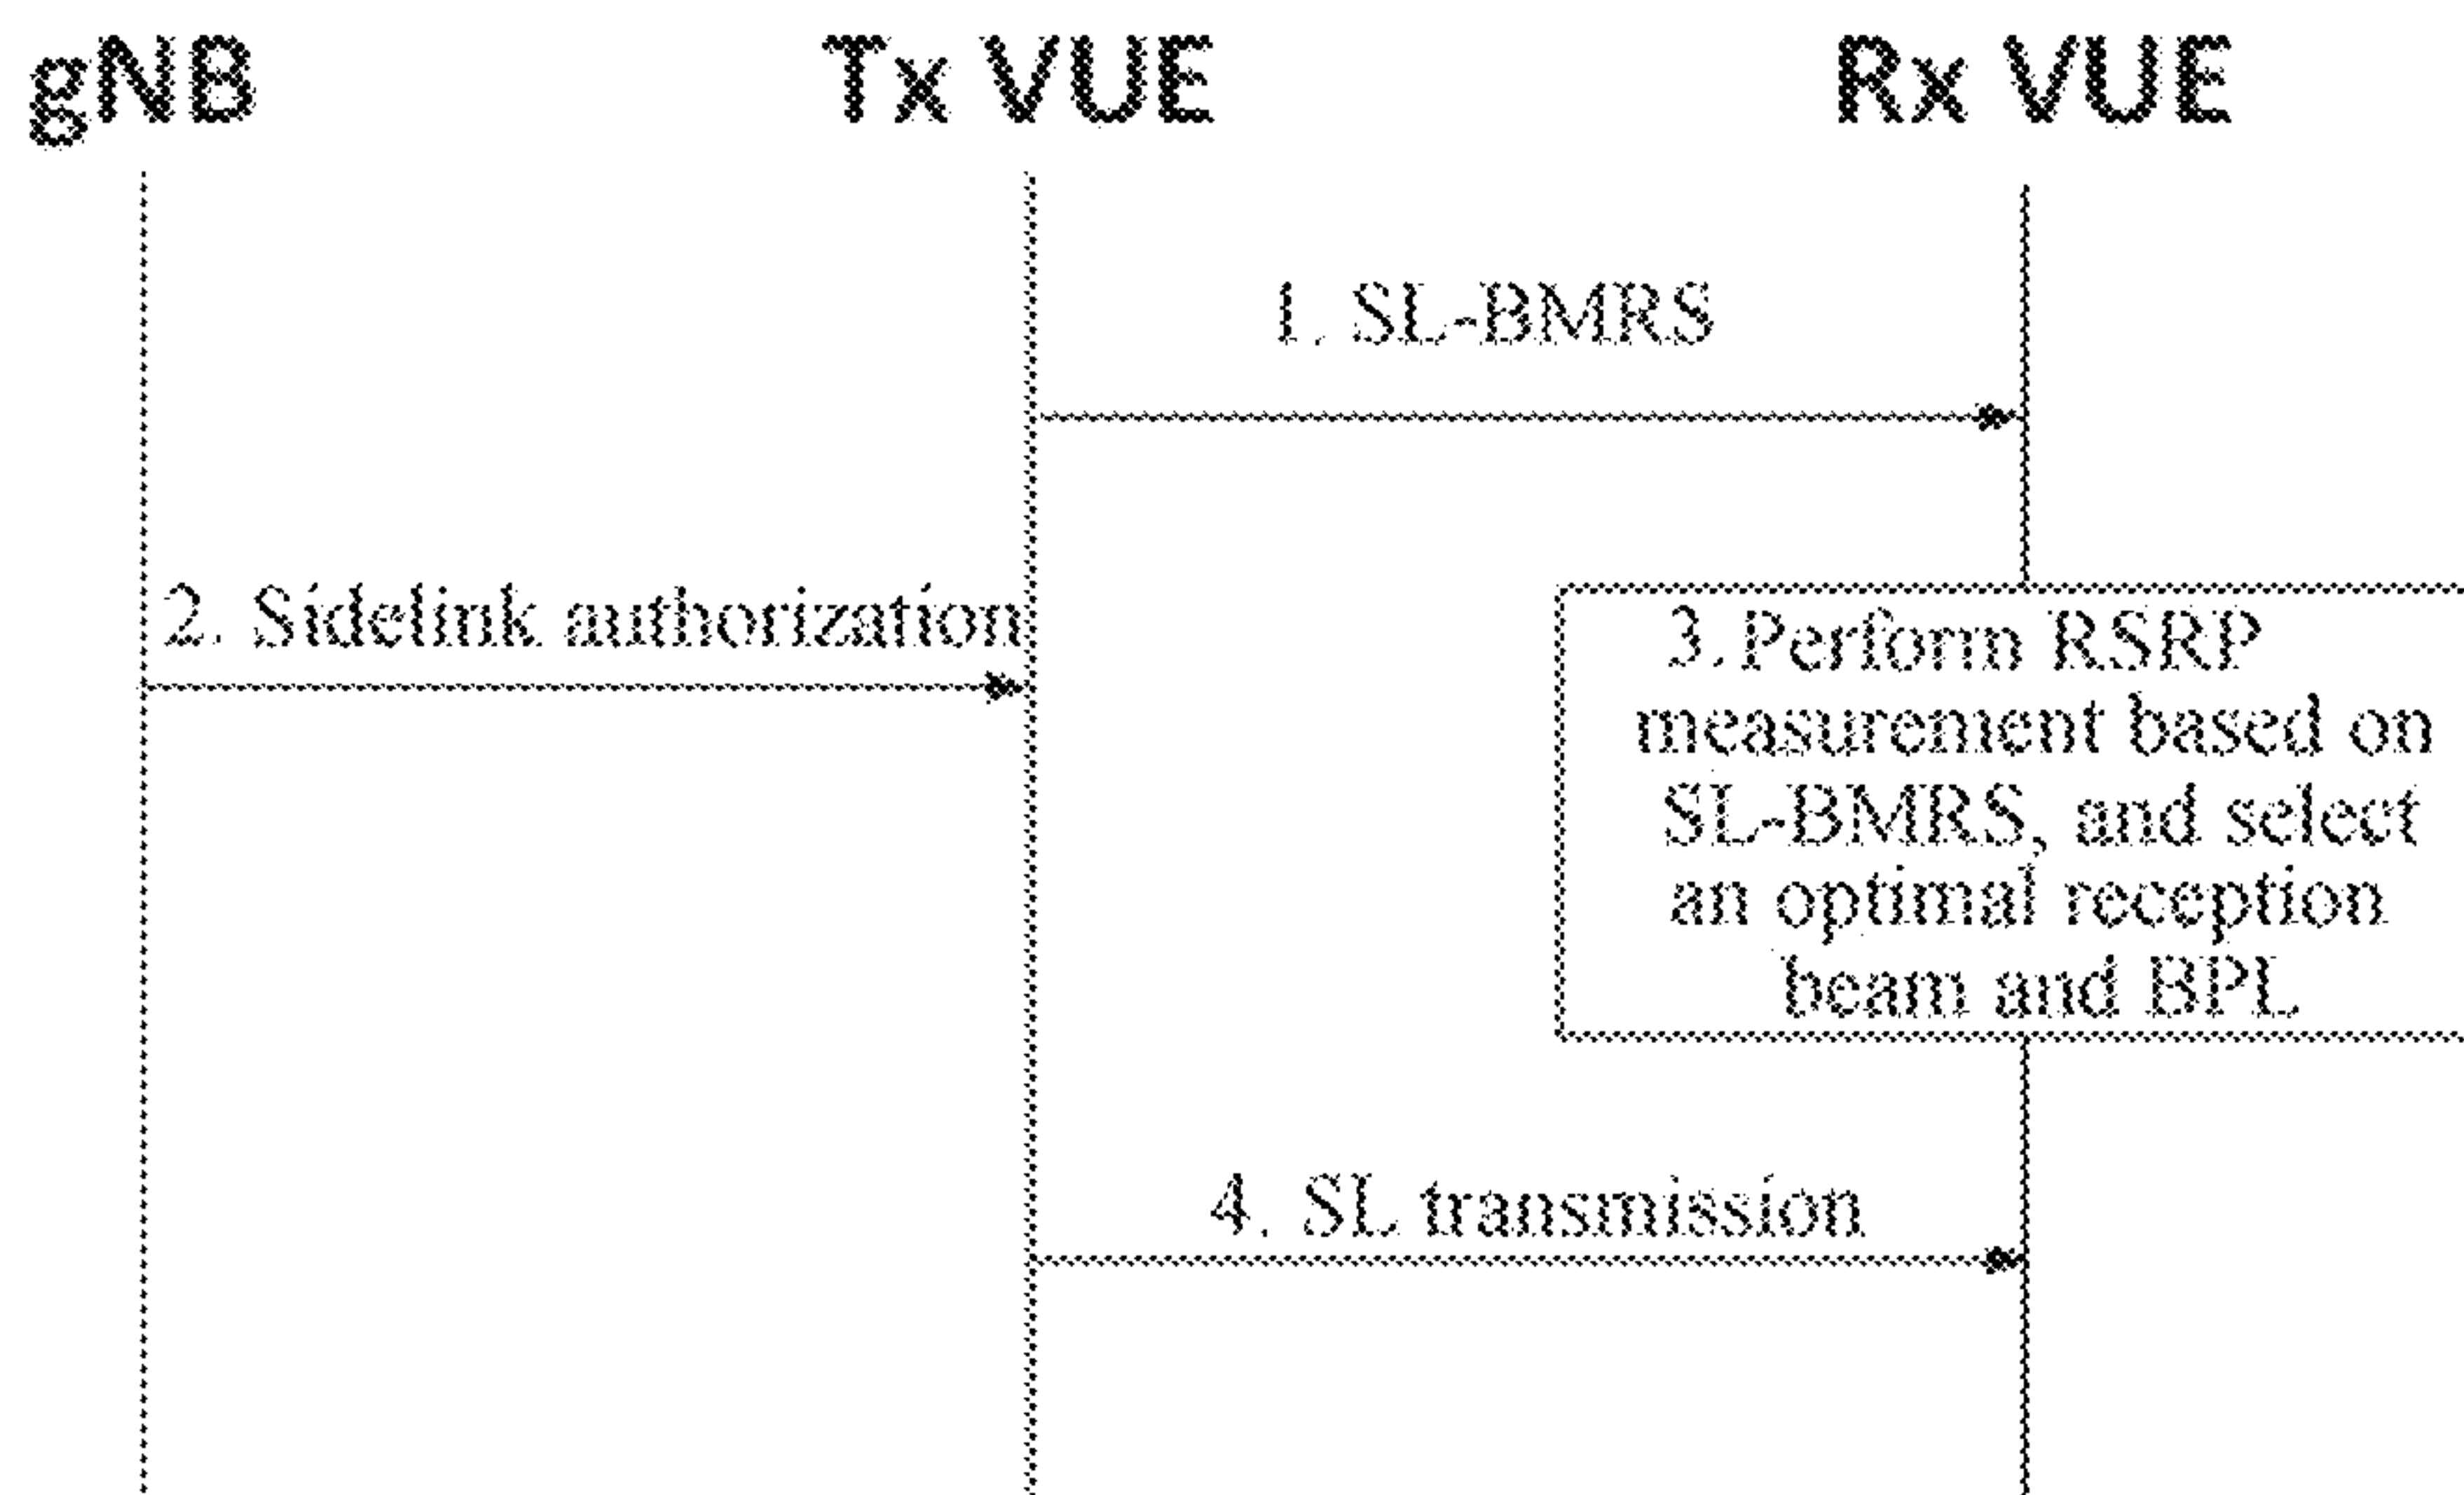 gNB Tx VUE Rx VUE
1. SL-BMRS
2. Sidelink authorization
3. Perform RSRP
measurement based on
SL-BMRS, and select
an optimal reception
beam and BPL
4. SL transmission